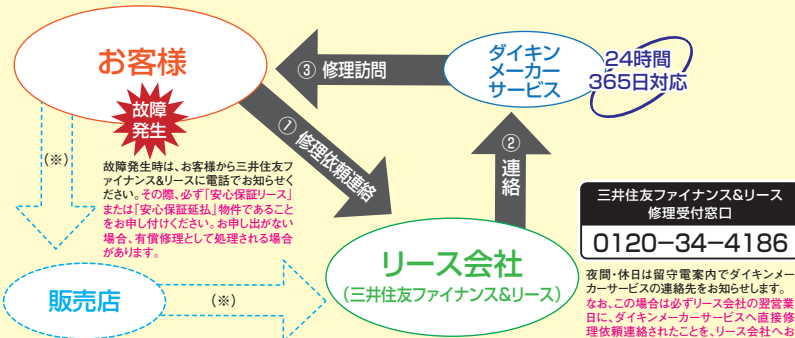 お客様
故障
発生
③ 修理訪問
ダイキン
メーカー
サービス
24時間
365日対応
① 修理依頼連絡
②
連絡
(※)
故障発生時は、お客様から三井住友フ
ァイナンス&リースに電話でお知らせく
ださい。その際、必ず「安心保証リース」
または「安心保証延払」物件であること
をお申し付けください。お申し出がない
場合、有償修理として処理される場合
があります。
三井住友ファイナンス&リース
修理受付窓口
0120−34−4186
リース会社
(三井住友ファイナンス&リース)
販売店
(※)
夜間・休日は留守電案内でダイキンメー
カーサービスの連絡先をお知らせします。
なお、この場合は必ずリース会社の翌営業
日に、ダイキンメーカーサービスへ直接修
理依頼連絡されたことを、リース会社へお